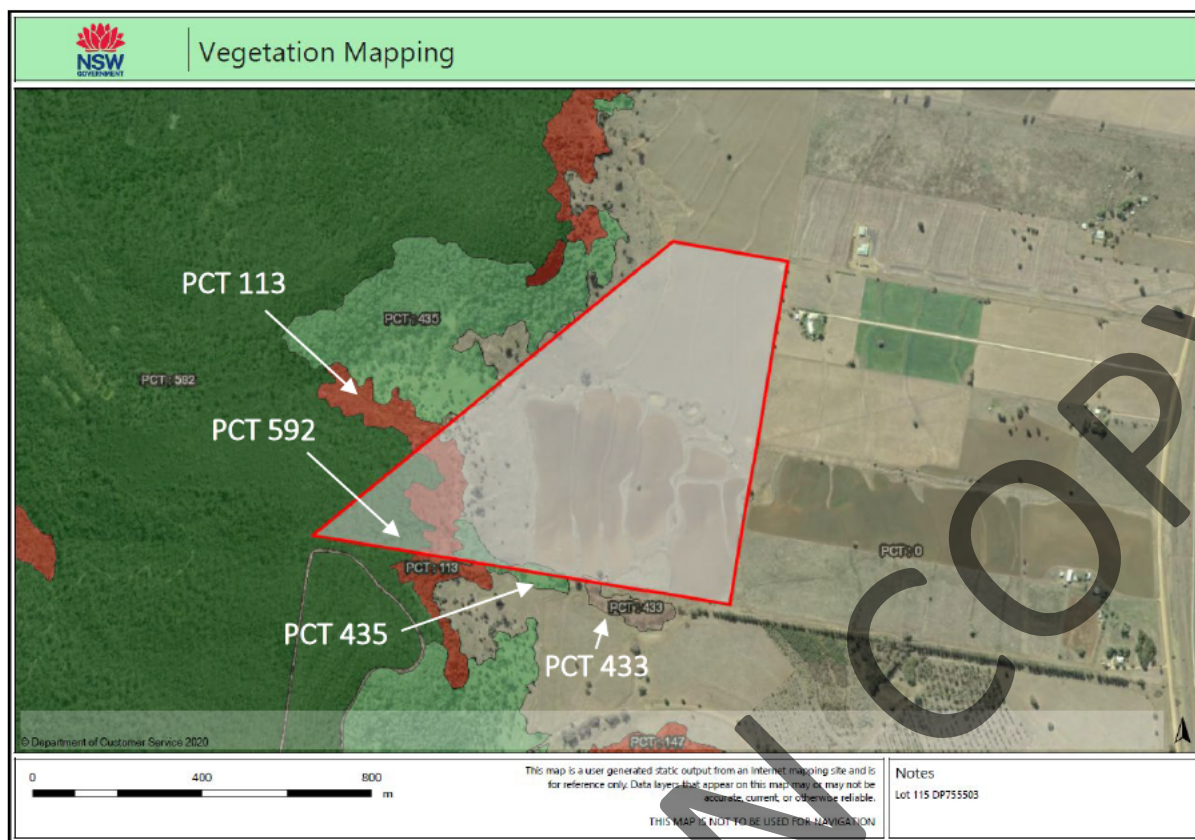 NSW
GOVERNMENT
Vegetation Mapping
PCT 113
PCT : 435
PCT : 592
PCT 592
PCT : 0
PCT : 113
PCT : 433
PCT 435
PCT 433
PCT : 147
© Department of Customer Service 2020
0 400 800
m
This map is a user generated static output from an Internet mapping site and is
for reference only. Data layers that appear on this map may or may not be
accurate, current, or otherwise reliable.
THIS MAP IS NOT TO BE USED FOR NAVIGATION
Notes
Lot 115 DP755503
N COP